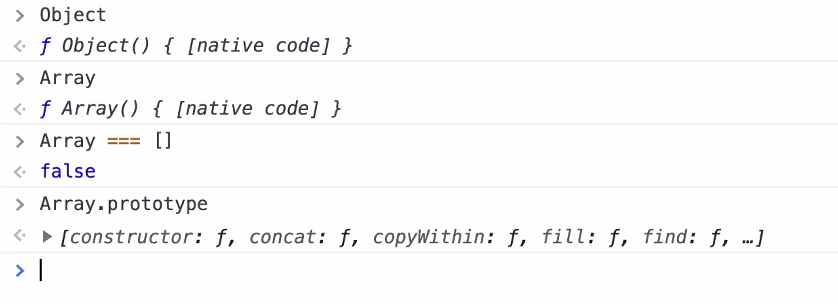 > Object
<· ƒ Object() { [native code] }
> Array
<· ƒ Array() { [native code] }
> Array === []
<· false
> Array.prototype
<· ▶ [constructor: ƒ, concat: ƒ, copyWithin: ƒ, fill: ƒ, find: ƒ, …]
>